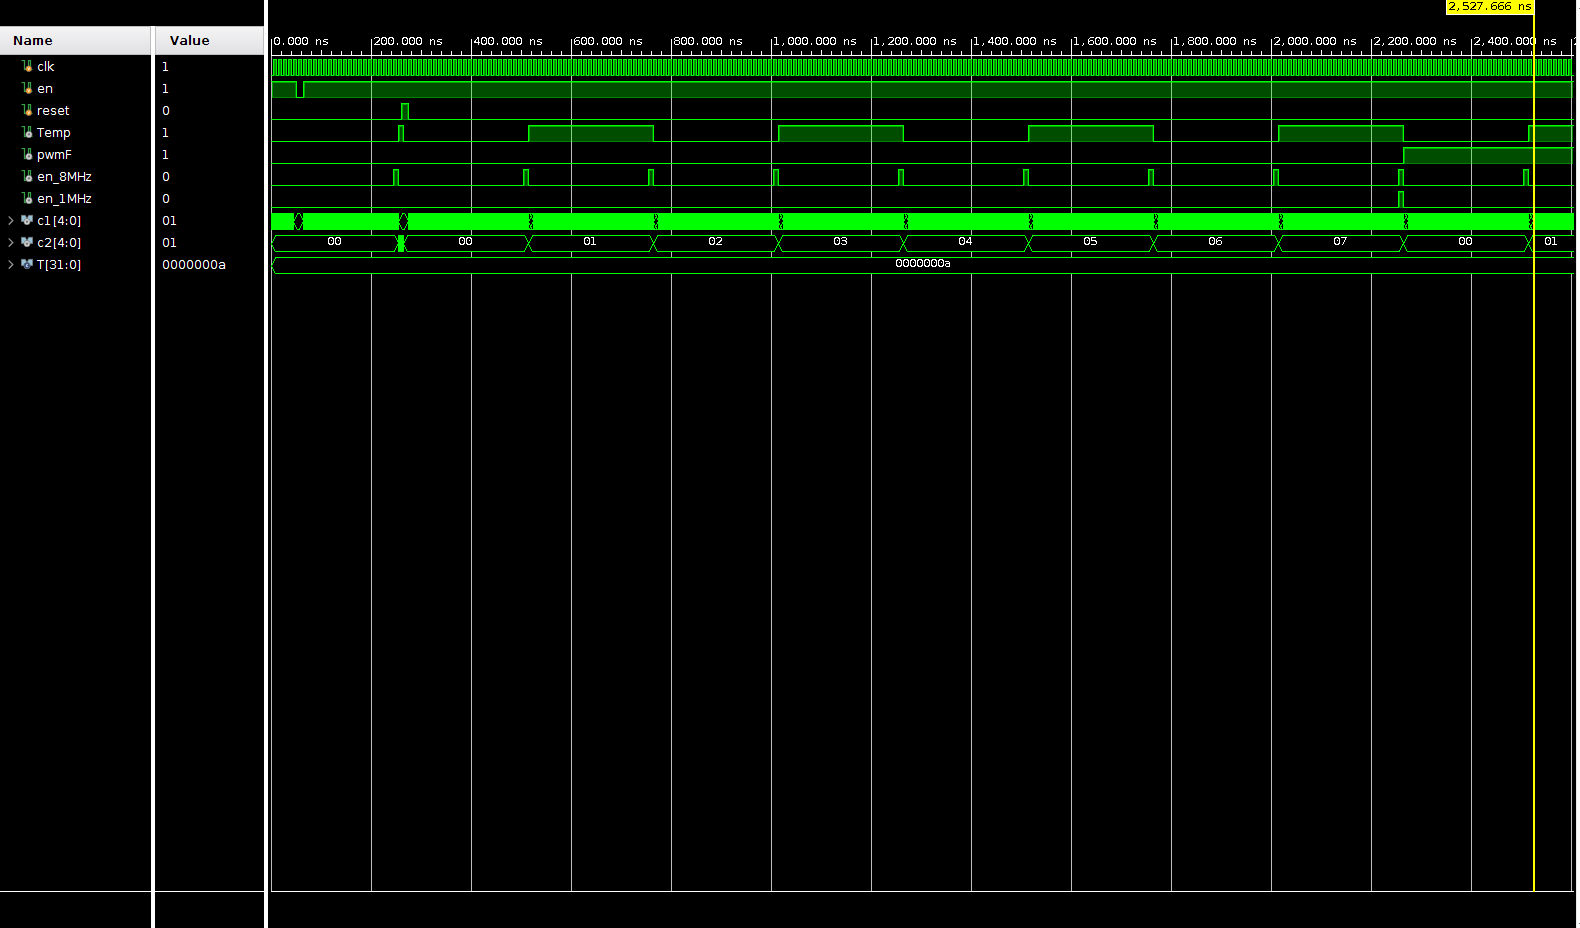 2,527.666 ns
Name Value 0.000 ns 200.000 ns 400.000 ns 600.000 ns 800.000 ns 1,000.000 ns 1,200.000 ns 1,400.000 ns 1,600.000 ns 1,800.000 ns 2,000.000 ns 2,200.000 ns 2,400.000 ns
clk 1
en 1
reset 0
Temp 1
pwmF 1
en_8MHz 0
en_1MHz 0
c1[4:0] 01
c2[4:0] 01 00 00 01 02 03 04 05 06 07 00 01
T[31:0] 0000000a 0000000a